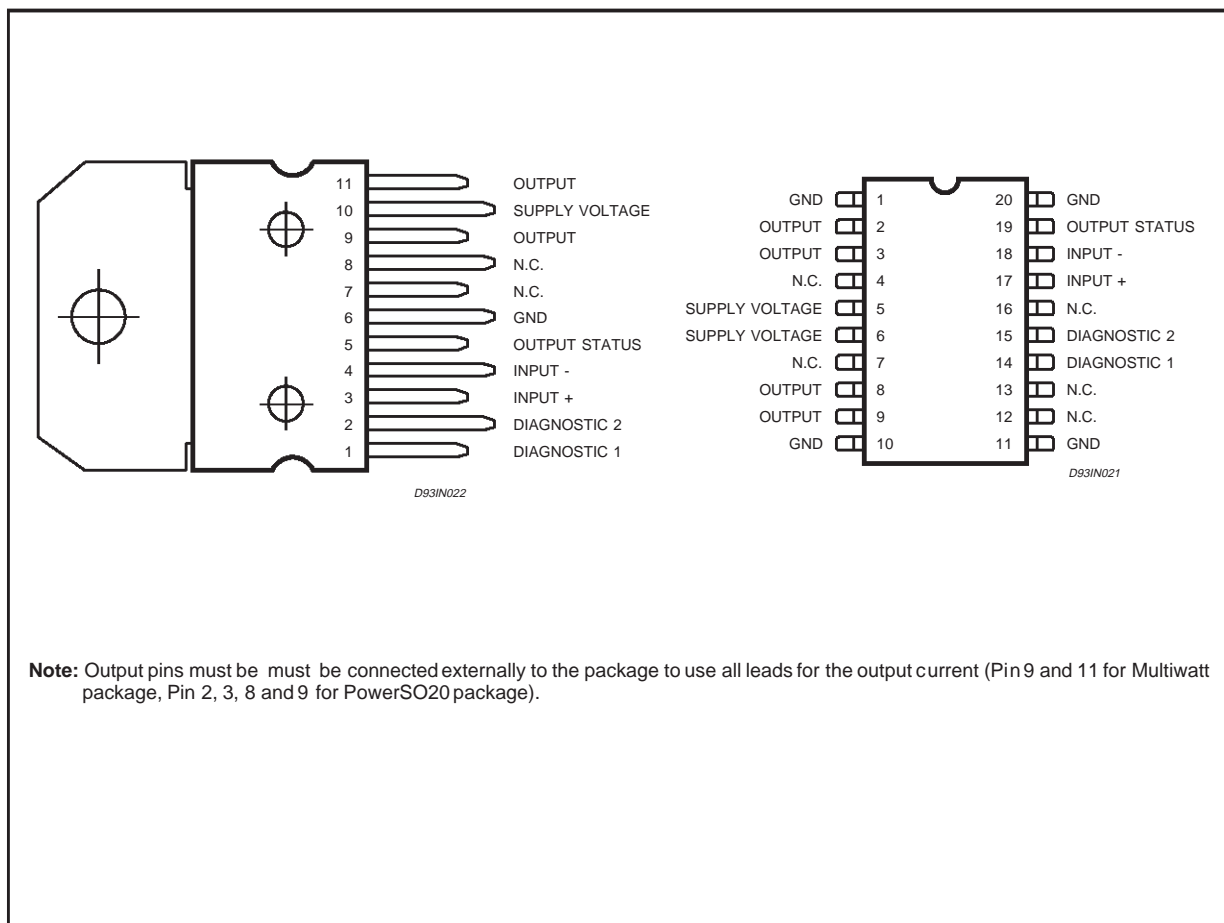 11 OUTPUT
10 SUPPLY VOLTAGE
9 OUTPUT
8 N.C.
7 N.C.
6 GND
5 OUTPUT STATUS
4 INPUT -
3 INPUT +
2 DIAGNOSTIC 2
1 DIAGNOSTIC 1
D93IN022
GND 1 20 GND
OUTPUT 2 19 OUTPUT STATUS
OUTPUT 3 18 INPUT -
N.C. 4 17 INPUT +
SUPPLY VOLTAGE 5 16 N.C.
SUPPLY VOLTAGE 6 15 DIAGNOSTIC 2
N.C. 7 14 DIAGNOSTIC 1
OUTPUT 8 13 N.C.
OUTPUT 9 12 N.C.
GND 10 11 GND
D93IN021
Note: Output pins must be must be connected externally to the package to use all leads for the output current (Pin 9 and 11 for Multiwatt
package, Pin 2, 3, 8 and 9 for PowerSO20 package).